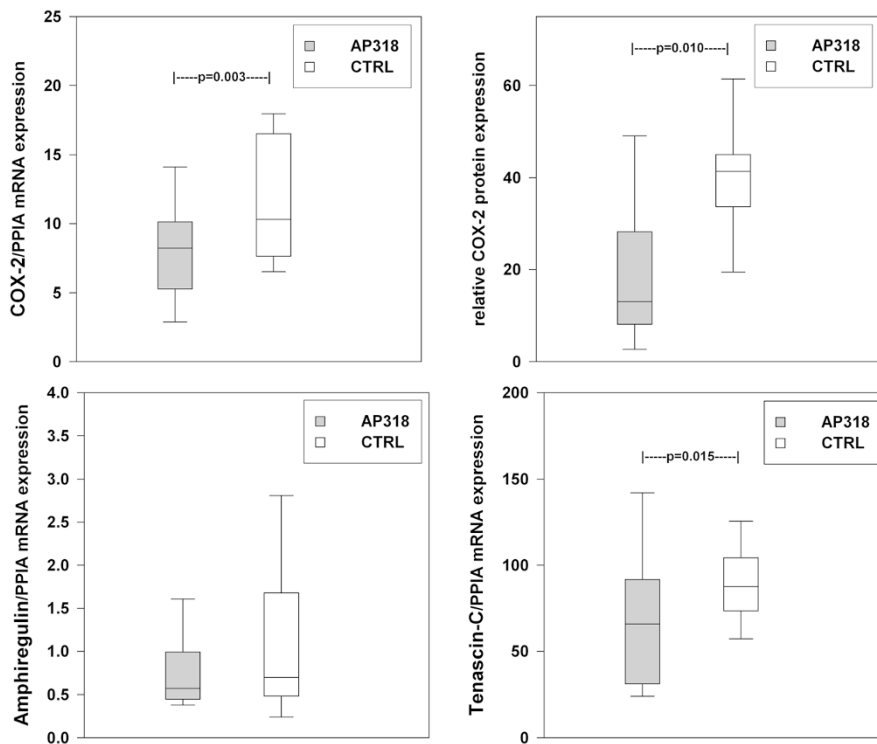 COX-2/PPIA mRNA expression
25
20
15
10
5
0
AP318
CTRL
|-----p=0.003-----|
relative COX-2 protein expression
60
40
20
0
AP318
CTRL
|-----p=0.010-----|
Amphiregulin/PPIA mRNA expression
4.0
3.5
3.0
2.5
2.0
1.5
1.0
0.5
0.0
AP318
CTRL
Tenascin-C/PPIA mRNA expression
200
150
100
50
0
AP318
CTRL
|-----p=0.015-----|